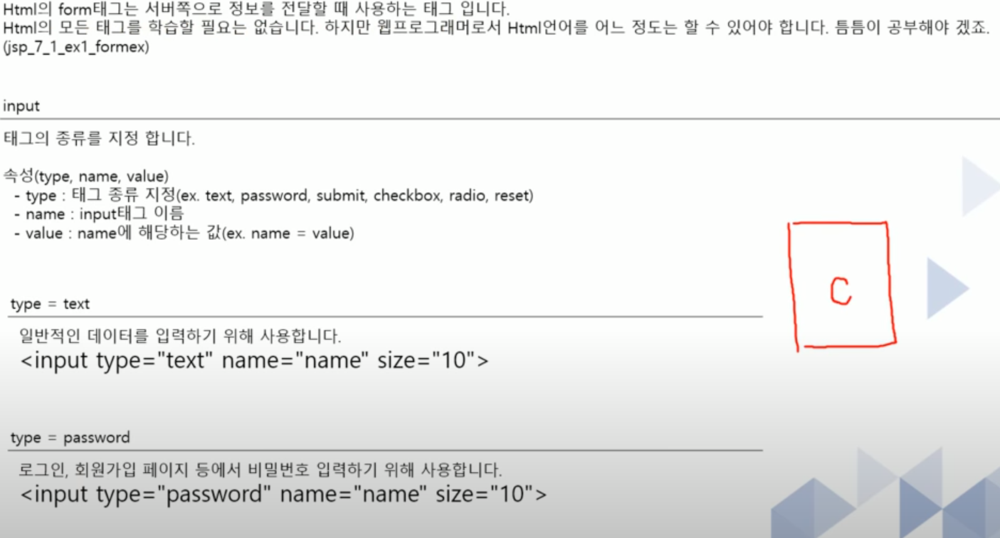 Html의 form태그는 서버쪽으로 정보를 전달할 때 사용하는 태그 입니다.
Html의 모든 태그를 학습할 필요는 없습니다. 하지만 웹프로그래머로서 Html언어를 어느 정도는 할 수 있어야 합니다. 틈틈이 공부해야 겠죠.
(jsp_7_1_ex1_formex)
input
태그의 종류를 지정 합니다.
속성(type, name, value)
- type : 태그 종류 지정(ex. text, password, submit, checkbox, radio, reset)
- name : input태그 이름
- value : name에 해당하는 값(ex. name = value)
C
type = text
일반적인 데이터를 입력하기 위해 사용합니다.
<input type="text" name="name" size="10">
type = password
로그인, 회원가입 페이지 등에서 비밀번호 입력하기 위해 사용합니다.
<input type="password" name="name" size="10">